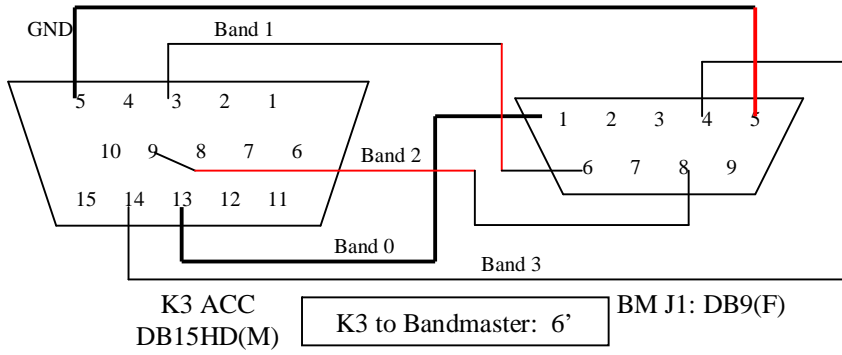 GND
Band 1
5 4 3 2 1
1 2 3 4 5
10 9 8 7 6
Band 2
6 7 8 9
15 14 13 12 11
Band 0
Band 3
K3 ACC
DB15HD(M)
K3 to Bandmaster: 6’
BM J1: DB9(F)